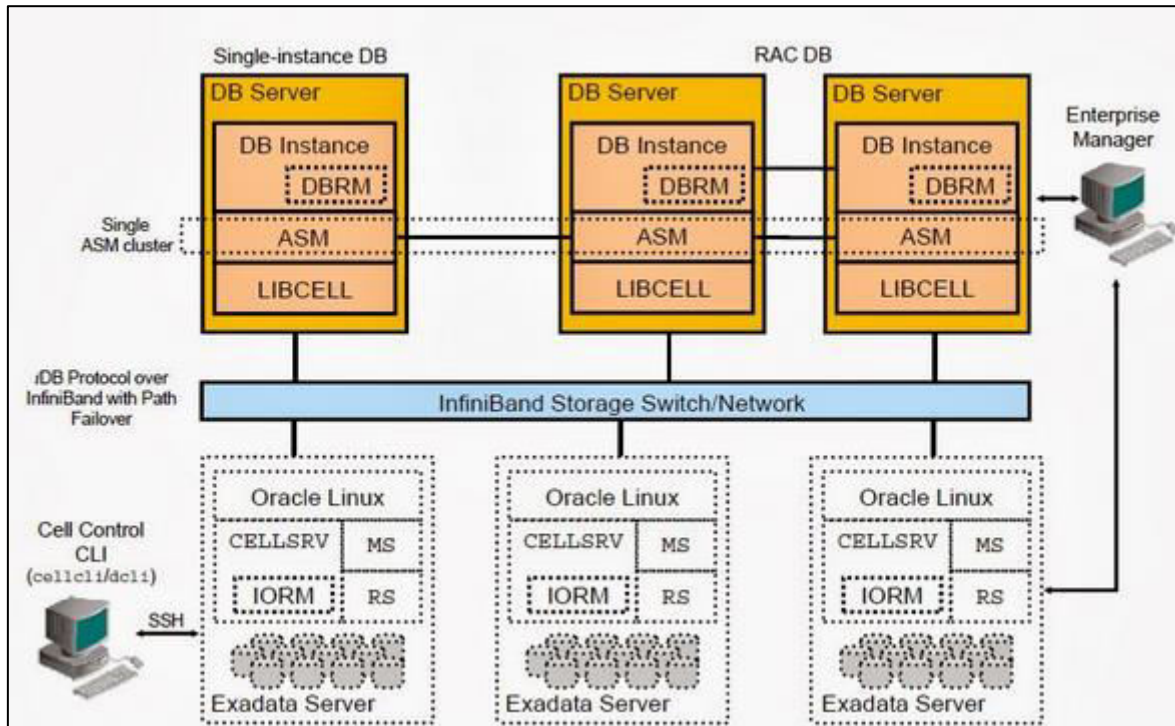 Single-instance DB
RAC DB
DB Server
DB Server
DB Server
DB Instance
DB Instance
DB Instance
DBRM
DBRM
DBRM
Enterprise
Manager
Single
ASM cluster
ASM
ASM
ASM
LIBCELL
LIBCELL
LIBCELL
iDB Protocol over
InfiniBand with Path
Failover
InfiniBand Storage Switch/Network
Oracle Linux
Oracle Linux
Oracle Linux
CELLSRV
MS
CELLSRV
MS
CELLSRV
MS
IORM
RS
IORM
RS
IORM
RS
Cell Control
CLI
(cellcli/dcli)
SSH
Exadata Server
Exadata Server
Exadata Server